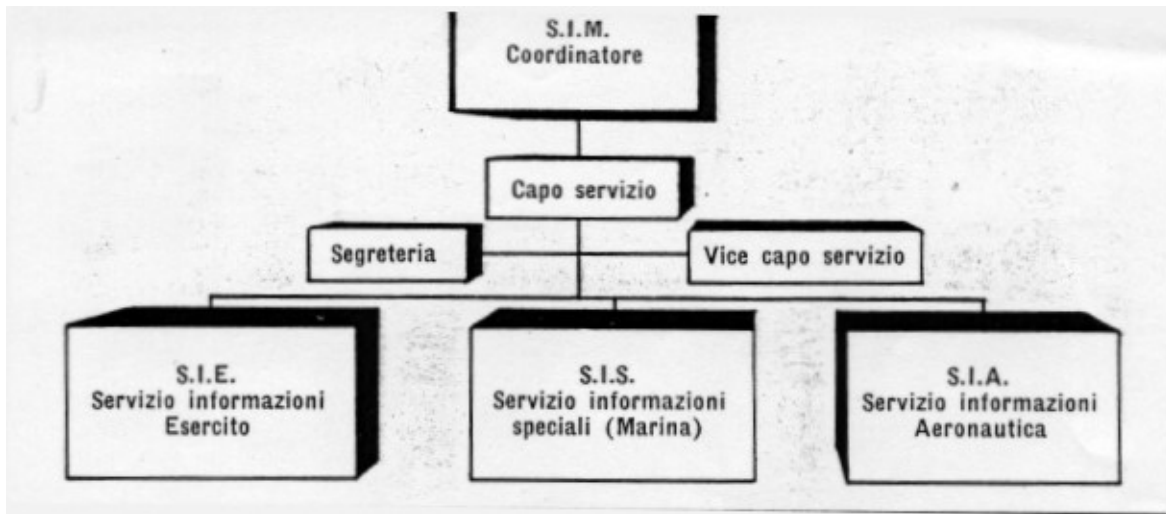 S.I.M.
Coordinatore
Capo servizio
Segreteria
Vice capo servizio
S.I.E.
Servizio informazioni
Esercito
S.I.S.
Servizio informazioni
speciali (Marina)
S.I.A.
Servizio informazioni
Aeronautica